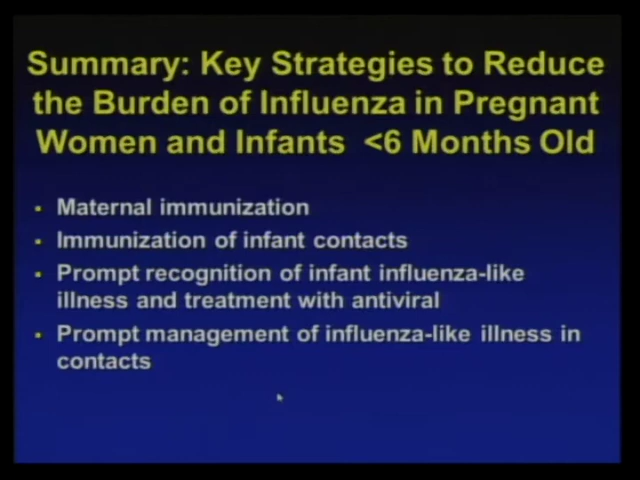 Summary: Key Strategies to Reduce
the Burden of Influenza in Pregnant
Women and Infants <6 Months Old
▪ Maternal immunization
▪ Immunization of infant contacts
▪ Prompt recognition of infant influenza-like
illness and treatment with antiviral
▪ Prompt management of influenza-like illness in
contacts